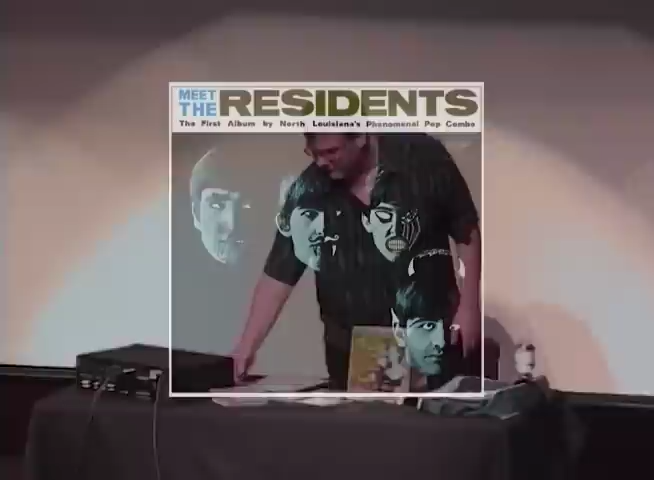 MEET
THE RESIDENTS
The First Album by North Louisiana's Phenomenal Pop Combo